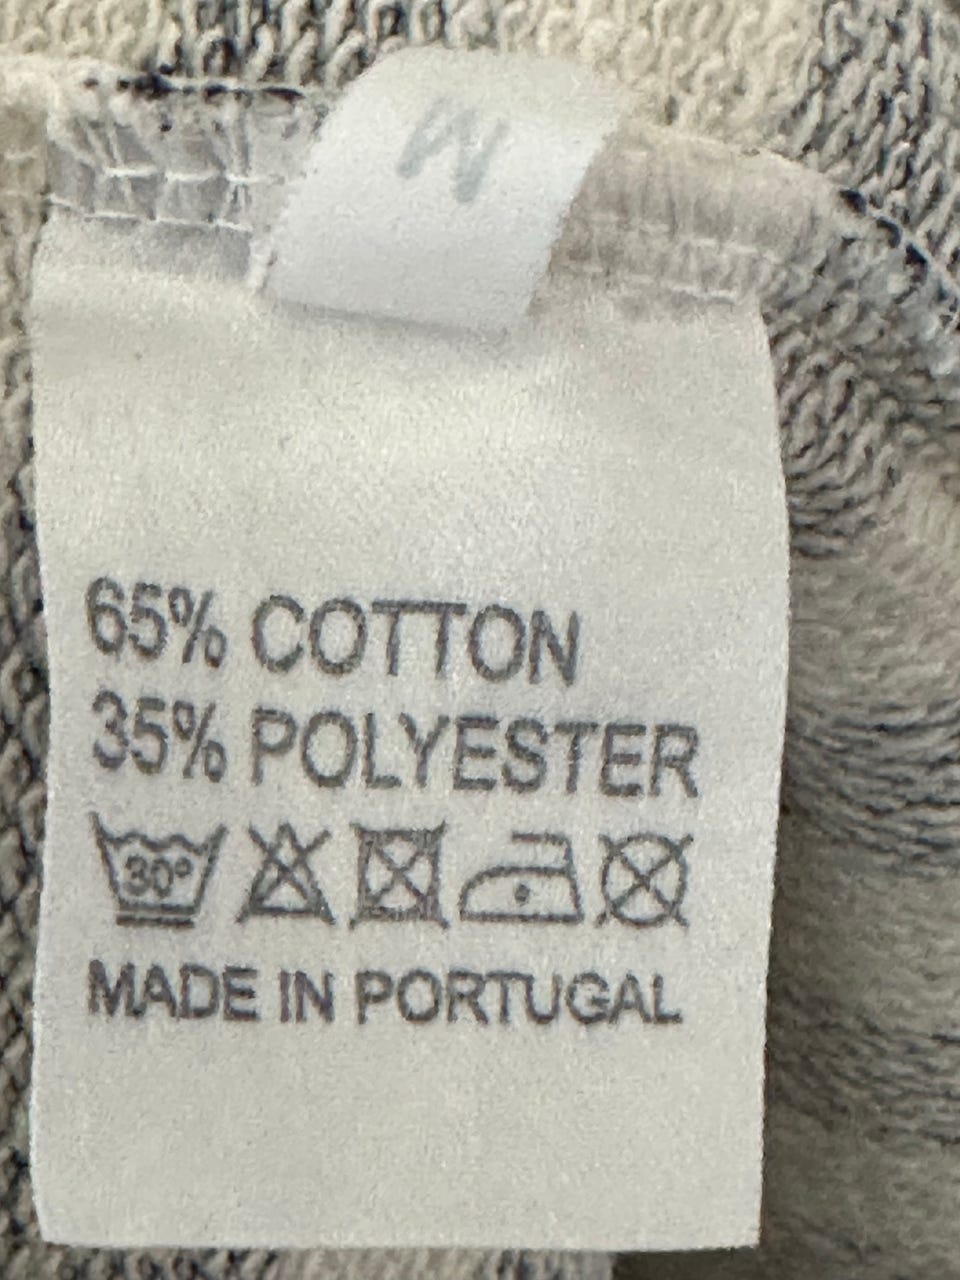 M
65% COTTON
35% POLYESTER
30°
MADE IN PORTUGAL